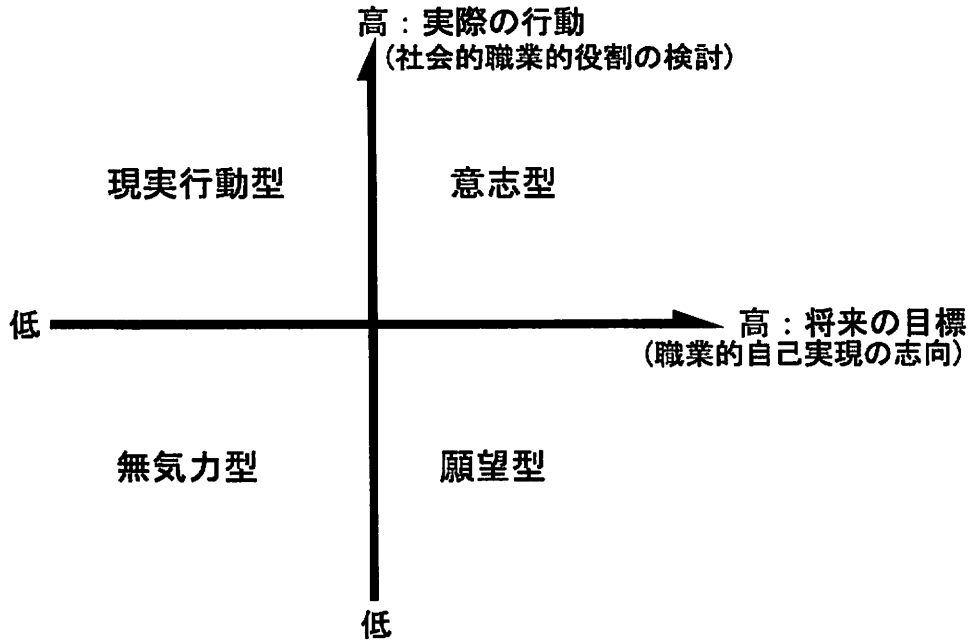 高：実際の行動
（社会的職業的役割の検討）
現実行動型
意志型
低
高：将来の目標
（職業的自己実現の志向）
無気力型
願望型
低